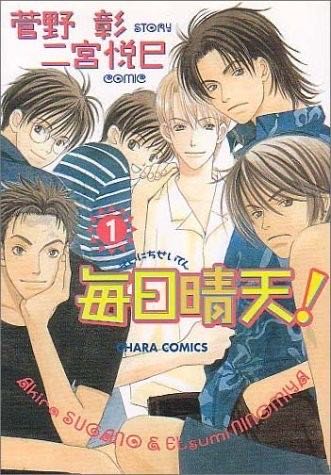 菅野 彰 STORY
二宮悦巳 COMIC
1
まいにちせいてん
毎日晴天!
CHARA COMICS
Akira SUGANO & Etsumi NINOMIYA